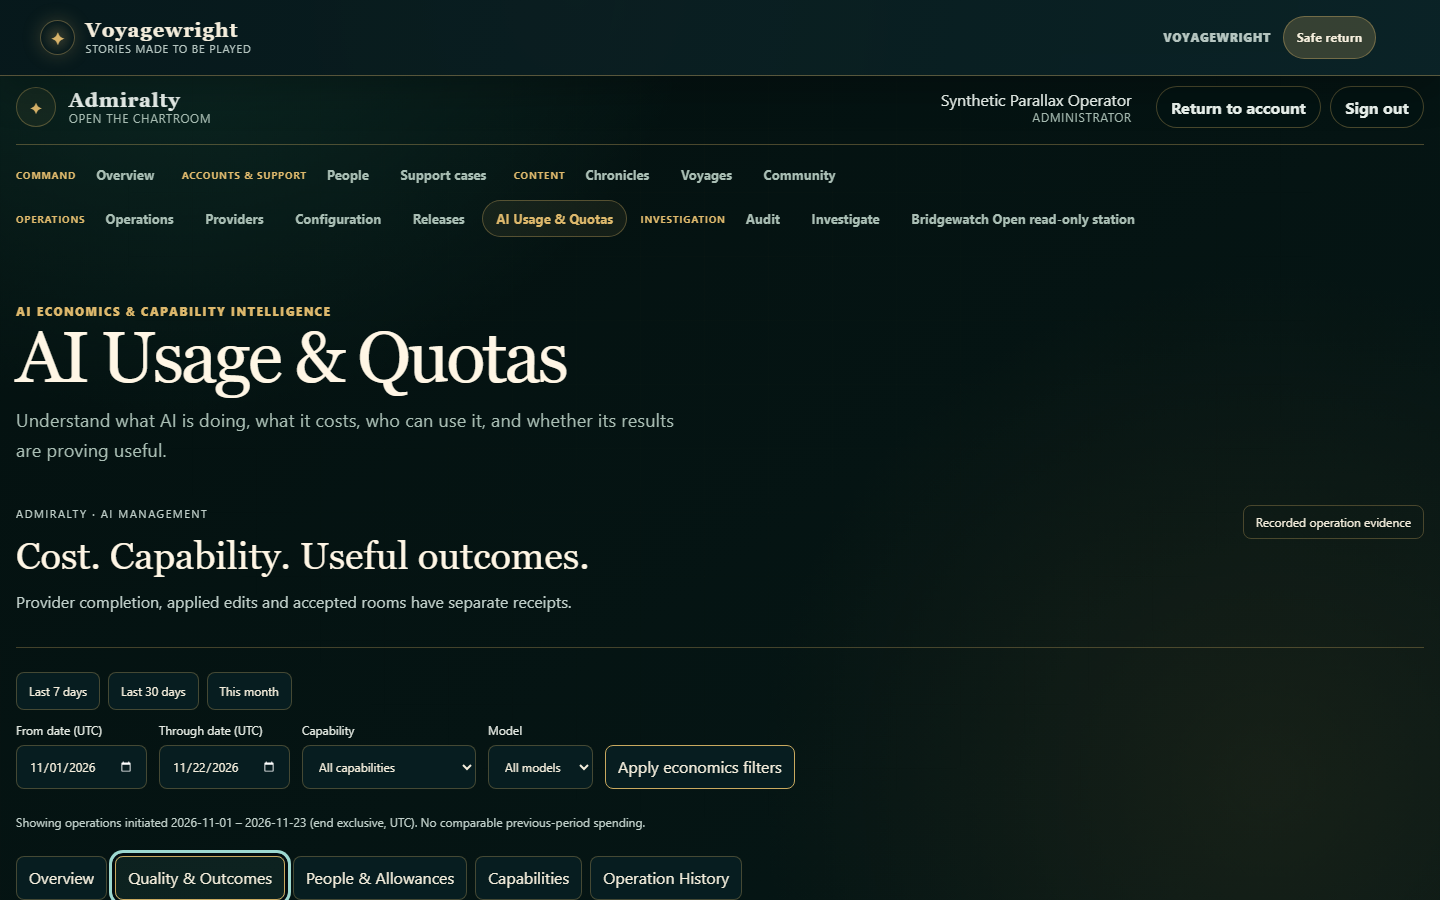 Voyagewright
STORIES MADE TO BE PLAYED
VOYAGEWRIGHT
Safe return
Admiralty
OPEN THE CHARTROOM
Synthetic Parallax Operator
ADMINISTRATOR
Return to account
Sign out
COMMAND Overview ACCOUNTS & SUPPORT People Support cases CONTENT Chronicles Voyages Community
OPERATIONS Operations Providers Configuration Releases AI Usage & Quotas INVESTIGATION Audit Investigate Bridgewatch Open read-only station
AI ECONOMICS & CAPABILITY INTELLIGENCE
AI Usage & Quotas
Understand what AI is doing, what it costs, who can use it, and whether its results
are proving useful.
ADMIRALTY · AI MANAGEMENT
Recorded operation evidence
Cost. Capability. Useful outcomes.
Provider completion, applied edits and accepted rooms have separate receipts.
Last 7 days Last 30 days This month
From date (UTC) Through date (UTC) Capability Model
11/01/2026 11/22/2026 All capabilities All models Apply economics filters
Showing operations initiated 2026-11-01 – 2026-11-23 (end exclusive, UTC). No comparable previous-period spending.
Overview Quality & Outcomes People & Allowances Capabilities Operation History